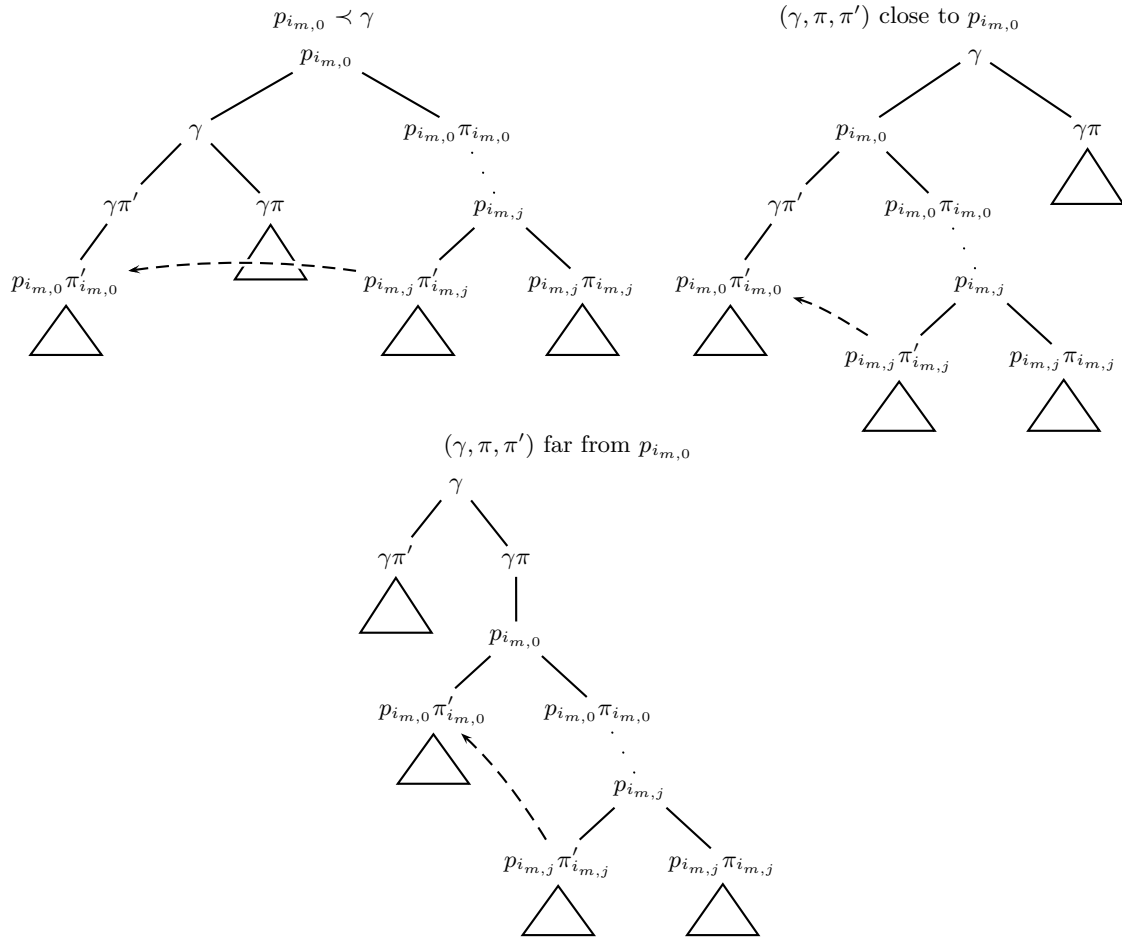 p_{i_{m,0}} ≺ γ
p_{i_{m,0}}
γ
p_{i_{m,0}}π_{i_{m,0}}
γπ′
γπ
p_{i_{m,j}}
p_{i_{m,0}}π′_{i_{m,0}}
p_{i_{m,j}}π′_{i_{m,j}}
p_{i_{m,j}}π_{i_{m,j}}
(γ, π, π′) close to p_{i_{m,0}}
γ
p_{i_{m,0}}
γπ
γπ′
p_{i_{m,0}}π_{i_{m,0}}
p_{i_{m,0}}π′_{i_{m,0}}
p_{i_{m,j}}
p_{i_{m,j}}π′_{i_{m,j}}
p_{i_{m,j}}π_{i_{m,j}}
(γ, π, π′) far from p_{i_{m,0}}
γ
γπ′
γπ
p_{i_{m,0}}
p_{i_{m,0}}π′_{i_{m,0}}
p_{i_{m,0}}π_{i_{m,0}}
p_{i_{m,j}}
p_{i_{m,j}}π′_{i_{m,j}}
p_{i_{m,j}}π_{i_{m,j}}